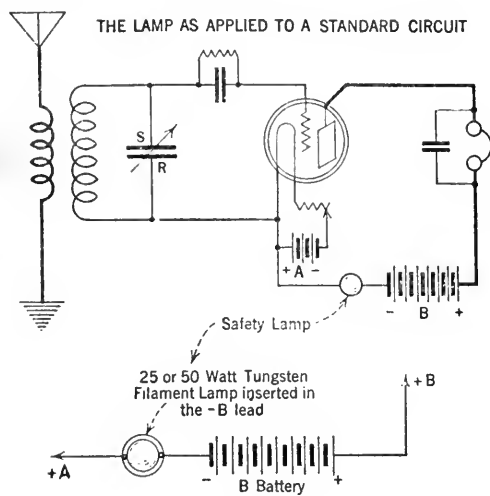 THE LAMP AS APPLIED TO A STANDARD CIRCUIT
S
R
+ A -
- B +
Safety Lamp
25 or 50 Watt Tungsten
Filament Lamp inserted in
the -B lead
+B
+A
- B Battery +